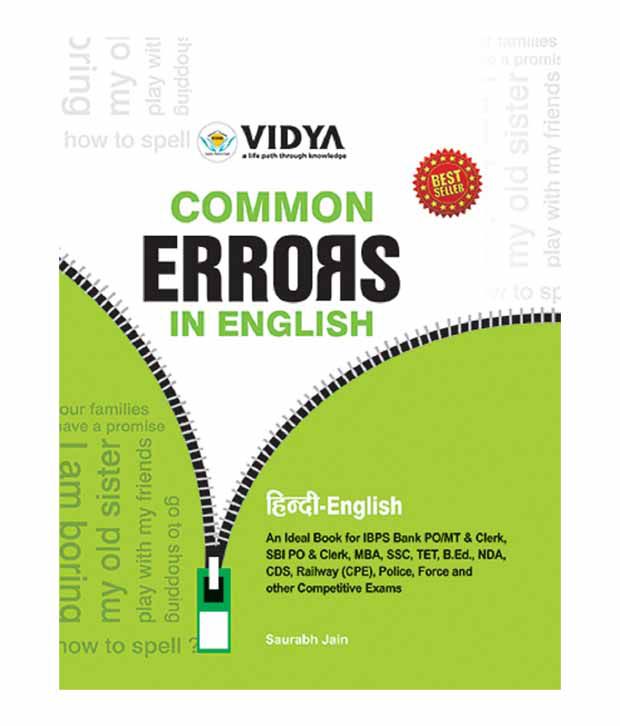 boring
my old
play with
shopping
how to spell
VIDYA
a life path through knowledge
families
a promis
my old sister
play with my friends
to sp
BEST
SELLER
COMMON
ERRORS
IN ENGLISH
our families
have a promise
I am boring
my old sister
play with my friends
go to shopping
how to spell ?
हिन्दी-English
An Ideal Book for IBPS Bank PO/MT & Clerk,
SBI PO & Clerk, MBA, SSC, TET, B.Ed., NDA,
CDS, Railway (CPE), Police, Force and
other Competitive Exams
Saurabh Jain